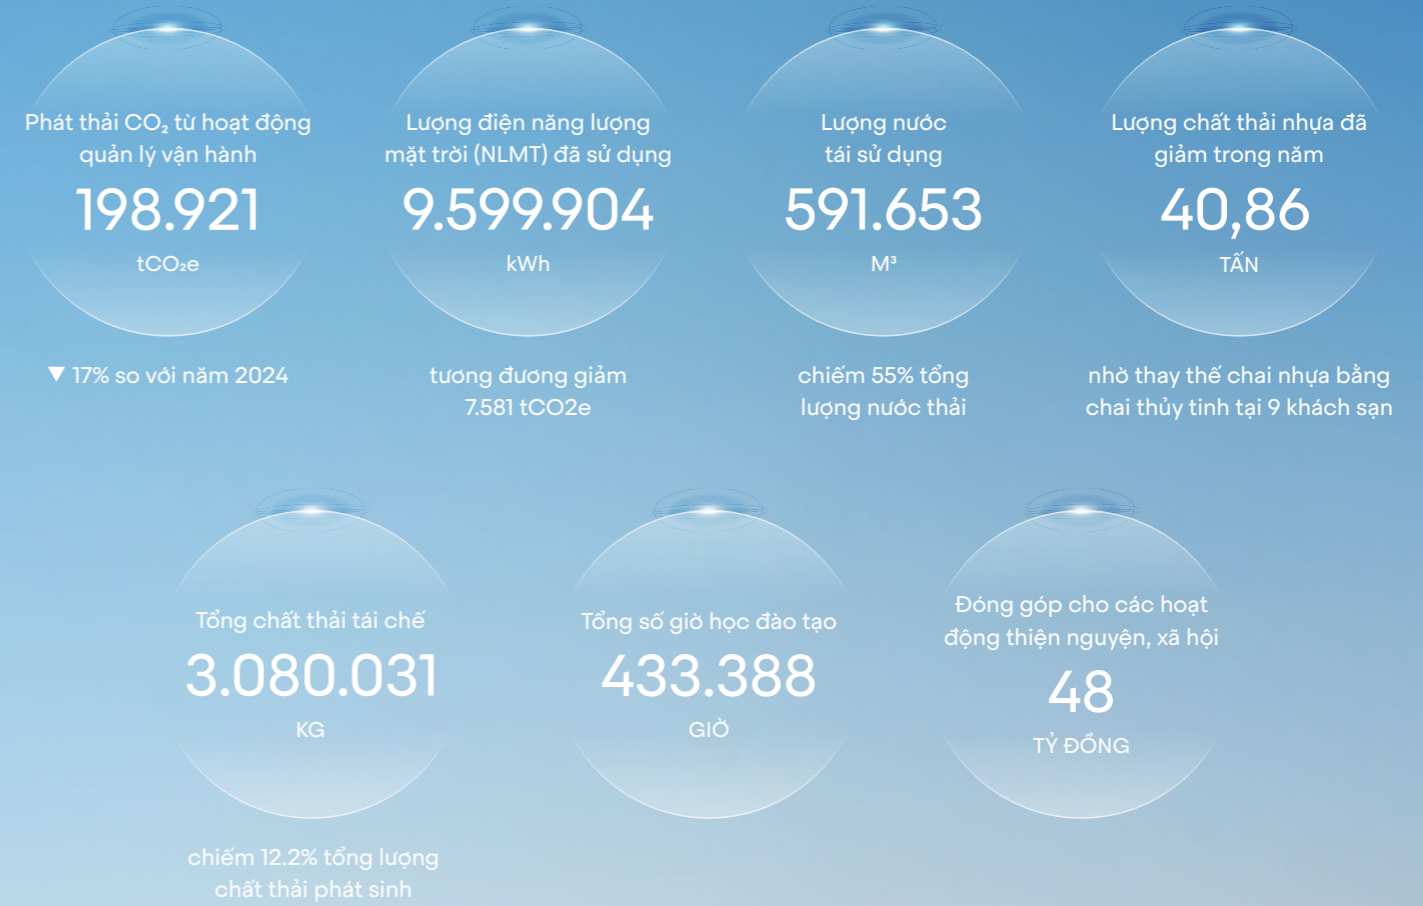 Phát thải CO₂ từ hoạt động
quản lý vận hành
198.921
tCO₂e
▼ 17% so với năm 2024
Lượng điện năng lượng
mặt trời (NLMT) đã sử dụng
9.599.904
kWh
tương đương giảm
7.581 tCO2e
Lượng nước
tái sử dụng
591.653
M³
chiếm 55% tổng
lượng nước thải
Lượng chất thải nhựa đã
giảm trong năm
40,86
TẤN
nhờ thay thế chai nhựa bằng
chai thủy tinh tại 9 khách sạn
Tổng chất thải tái chế
3.080.031
KG
chiếm 12.2% tổng lượng
chất thải phát sinh
Tổng số giờ học đào tạo
433.388
GIỜ
Đóng góp cho các hoạt
động thiện nguyện, xã hội
48
TỶ ĐỒNG